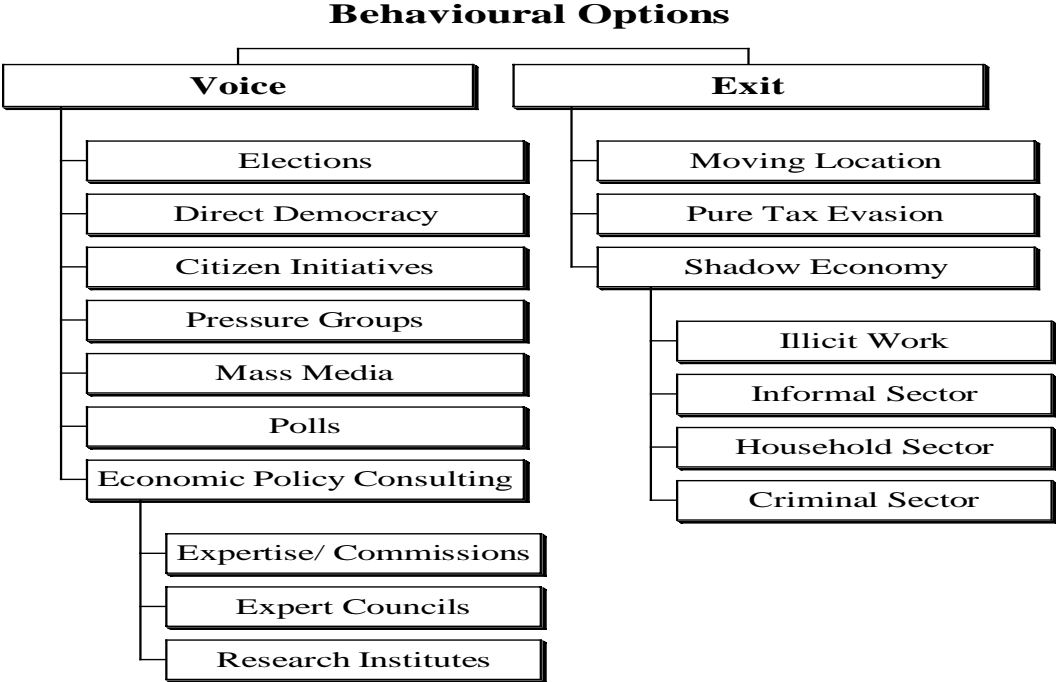 Behavioural Options
Voice
Elections
Direct Democracy
Citizen Initiatives
Pressure Groups
Mass Media
Polls
Economic Policy Consulting
Expertise/ Commissions
Expert Councils
Research Institutes
Exit
Moving Location
Pure Tax Evasion
Shadow Economy
Illicit Work
Informal Sector
Household Sector
Criminal Sector